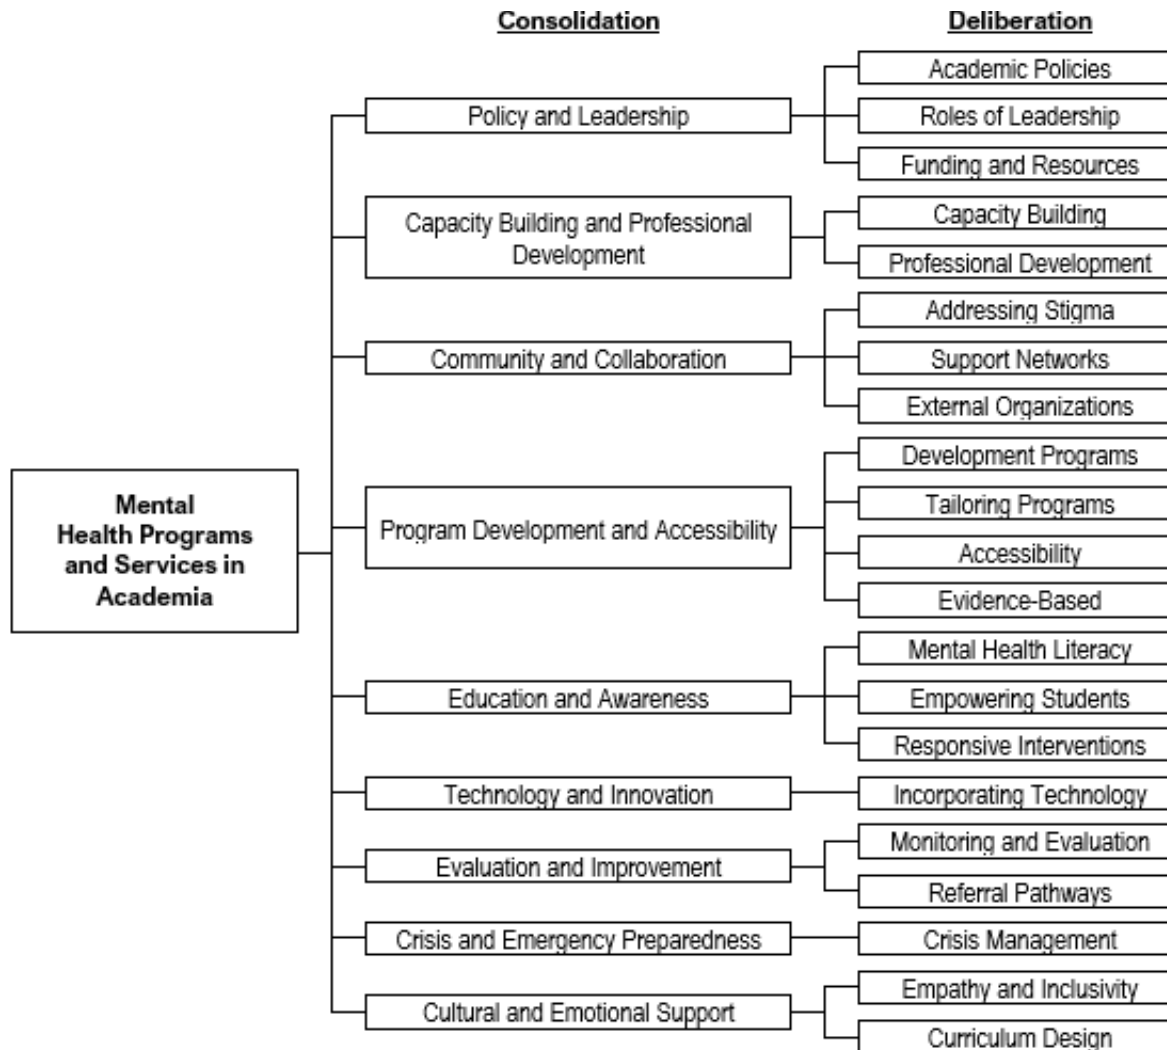 Consolidation
Deliberation
Mental
Health Programs
and Services in
Academia
Policy and Leadership
Academic Policies
Roles of Leadership
Funding and Resources
Capacity Building and Professional
Development
Capacity Building
Professional Development
Community and Collaboration
Addressing Stigma
Support Networks
External Organizations
Program Development and Accessibility
Development Programs
Tailoring Programs
Accessibility
Evidence-Based
Education and Awareness
Mental Health Literacy
Empowering Students
Responsive Interventions
Technology and Innovation
Incorporating Technology
Evaluation and Improvement
Monitoring and Evaluation
Referral Pathways
Crisis and Emergency Preparedness
Crisis Management
Cultural and Emotional Support
Empathy and Inclusivity
Curriculum Design